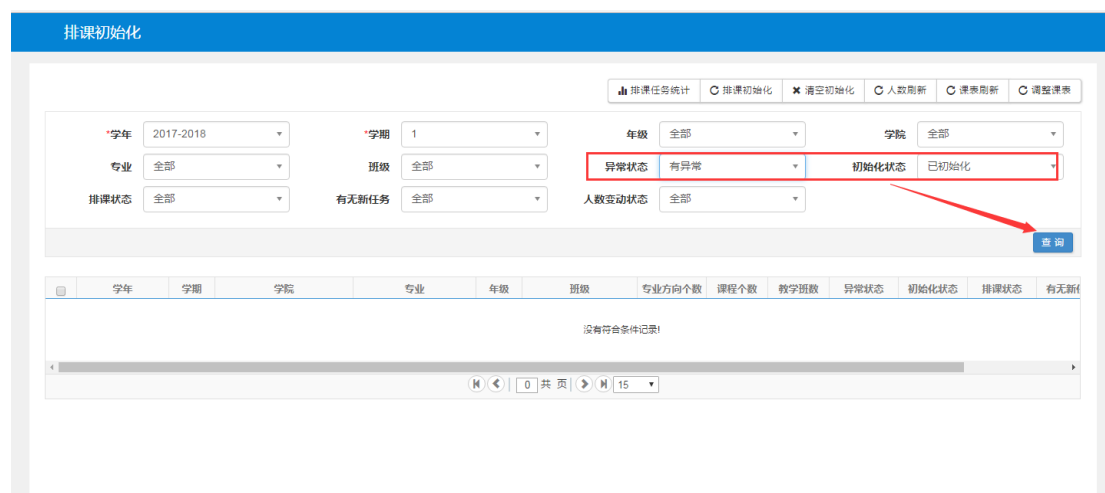 排课初始化
排课任务统计 排课初始化 清空初始化 人数刷新 课表刷新 调整课表
*学年 2017-2018 *学期 1 年级 全部 学院 全部
专业 全部 班级 全部 异常状态 有异常 初始化状态 已初始化
排课状态 全部 有无新任务 全部 人数变动状态 全部
查 询
学年 学期 学院 专业 年级 班级 专业方向个数 课程个数 教学班数 异常状态 初始化状态 排课状态 有无新
没有符合条件记录!
0 共 页 15